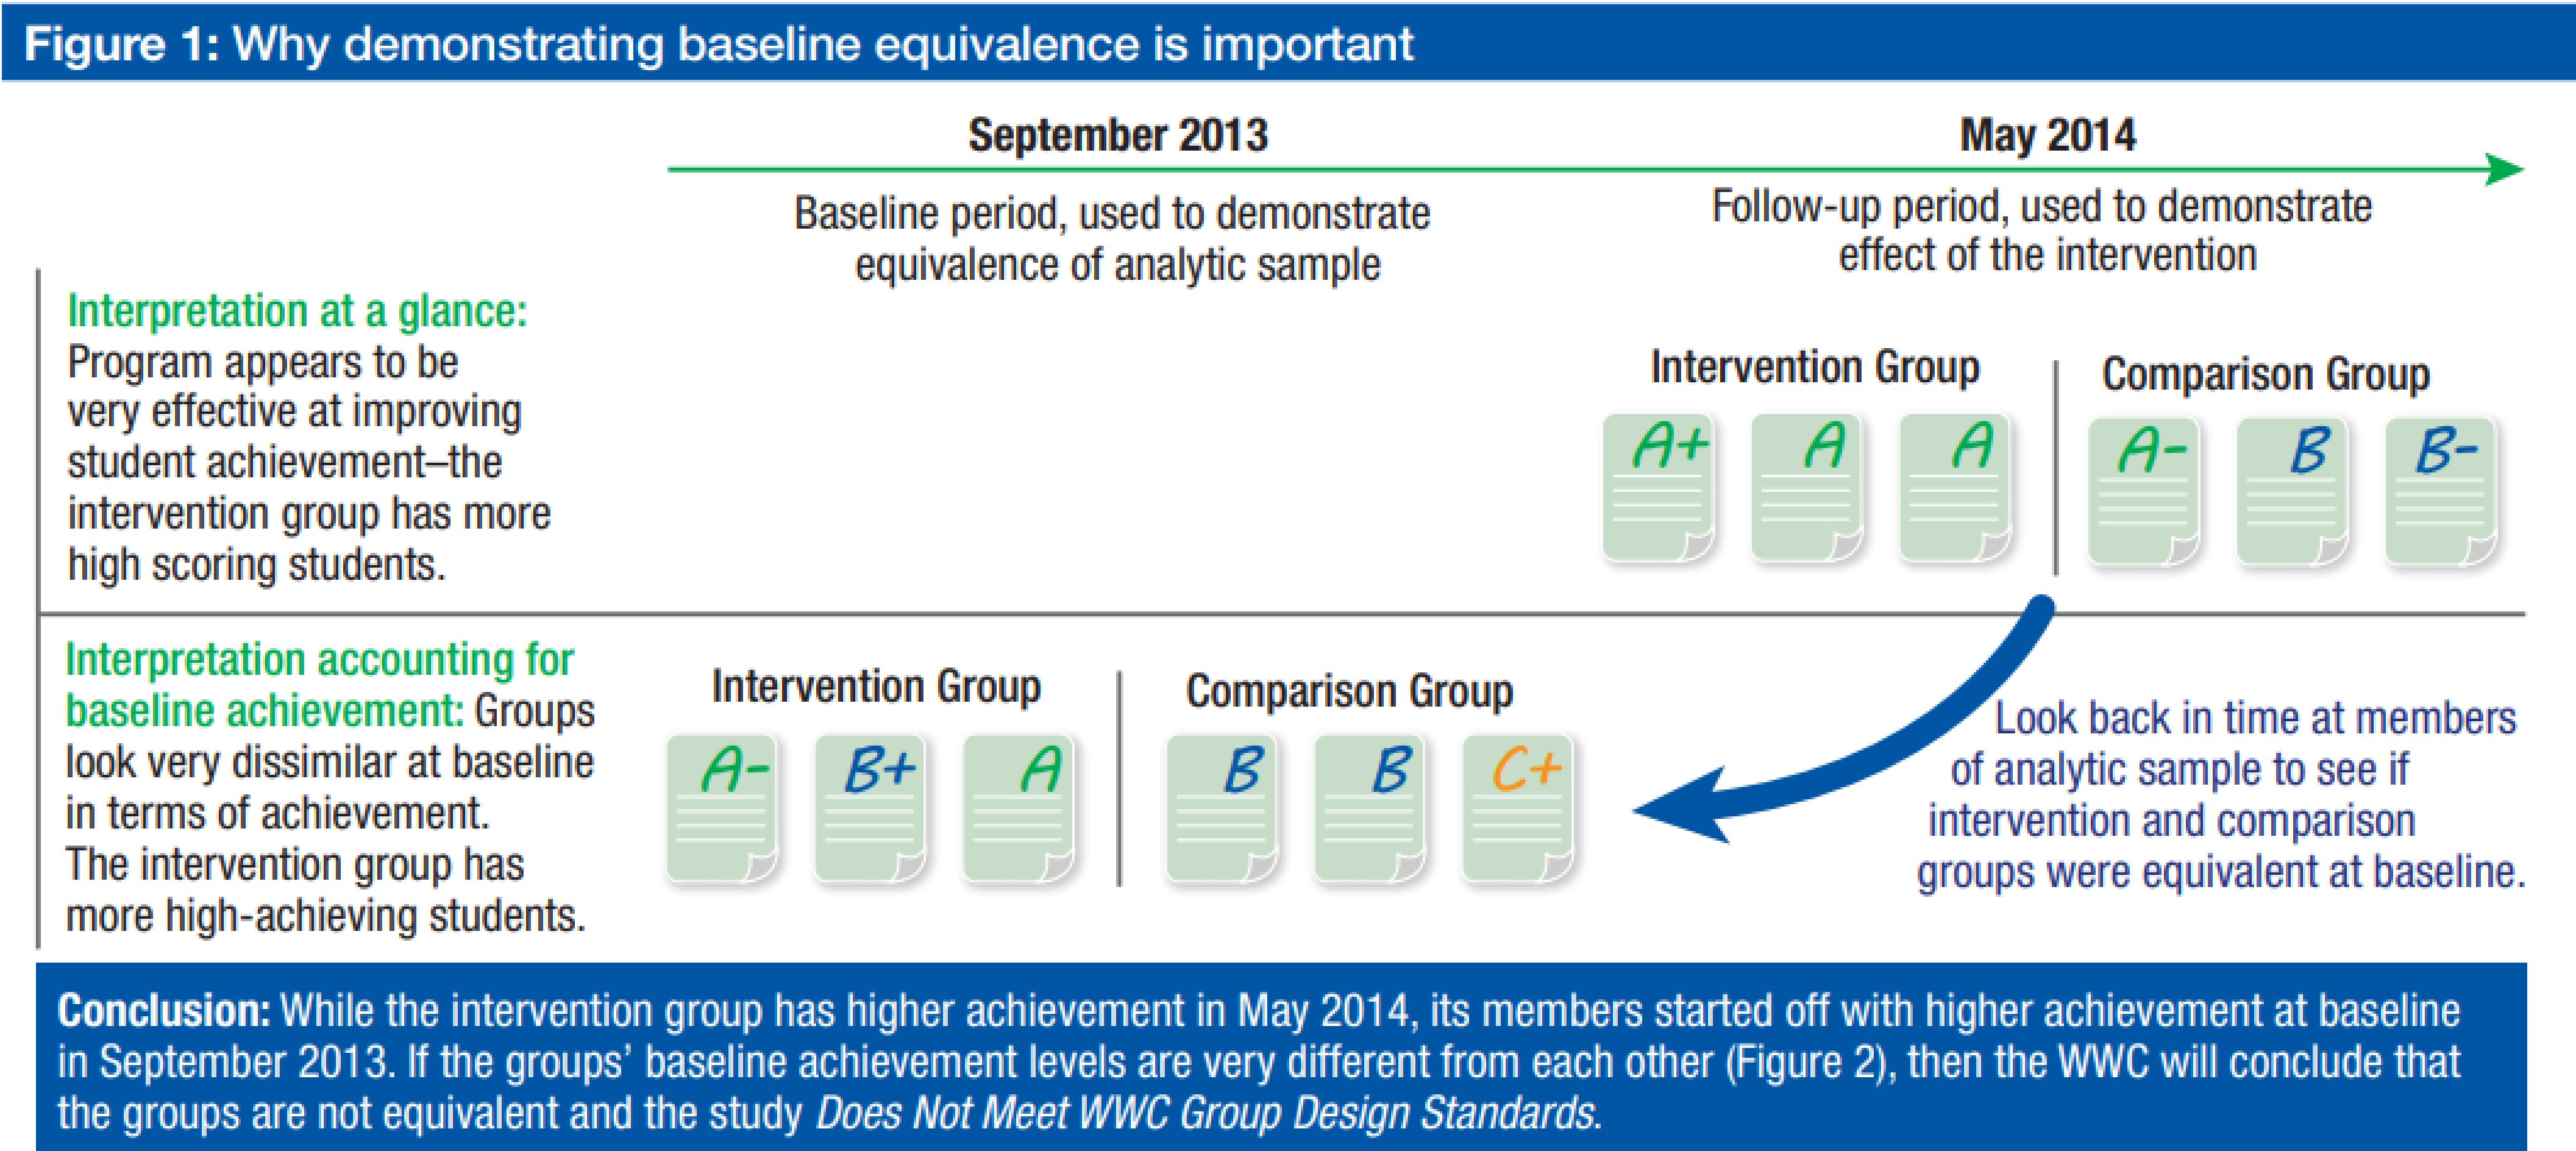 Figure 1: Why demonstrating baseline equivalence is important
September 2013
Baseline period, used to demonstrate
equivalence of analytic sample
May 2014
Follow-up period, used to demonstrate
effect of the intervention
Interpretation at a glance:
Program appears to be
very effective at improving
student achievement–the
intervention group has more
high scoring students.
Intervention Group
A+ A A
Comparison Group
A- B B-
Interpretation accounting for
baseline achievement: Groups
look very dissimilar at baseline
in terms of achievement.
The intervention group has
more high-achieving students.
Intervention Group
A- B+ A
Comparison Group
B B C+
Look back in time at members
of analytic sample to see if
intervention and comparison
groups were equivalent at baseline.
Conclusion: While the intervention group has higher achievement in May 2014, its members started off with higher achievement at baseline
in September 2013. If the groups’ baseline achievement levels are very different from each other (Figure 2), then the WWC will conclude that
the groups are not equivalent and the study Does Not Meet WWC Group Design Standards.